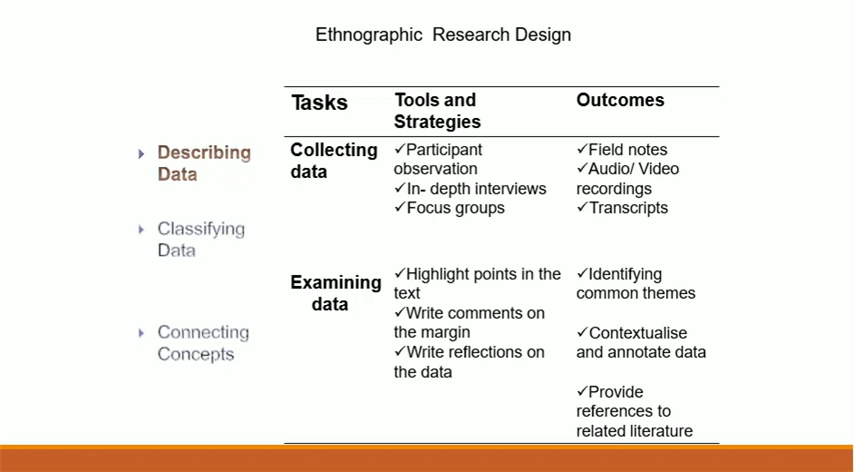 Ethnographic Research Design
Describing
Data
Classifying
Data
Connecting
Concepts
Tasks
Tools and
Strategies
Outcomes
Collecting
data
✓Participant
observation
✓In- depth interviews
✓Focus groups
✓Field notes
✓Audio/ Video
recordings
✓Transcripts
Examining
data
✓Highlight points in the
text
✓Write comments on
the margin
✓Write reflections on
the data
✓Identifying
common themes
✓Contextualise
and annotate data
✓Provide
references to
related literature